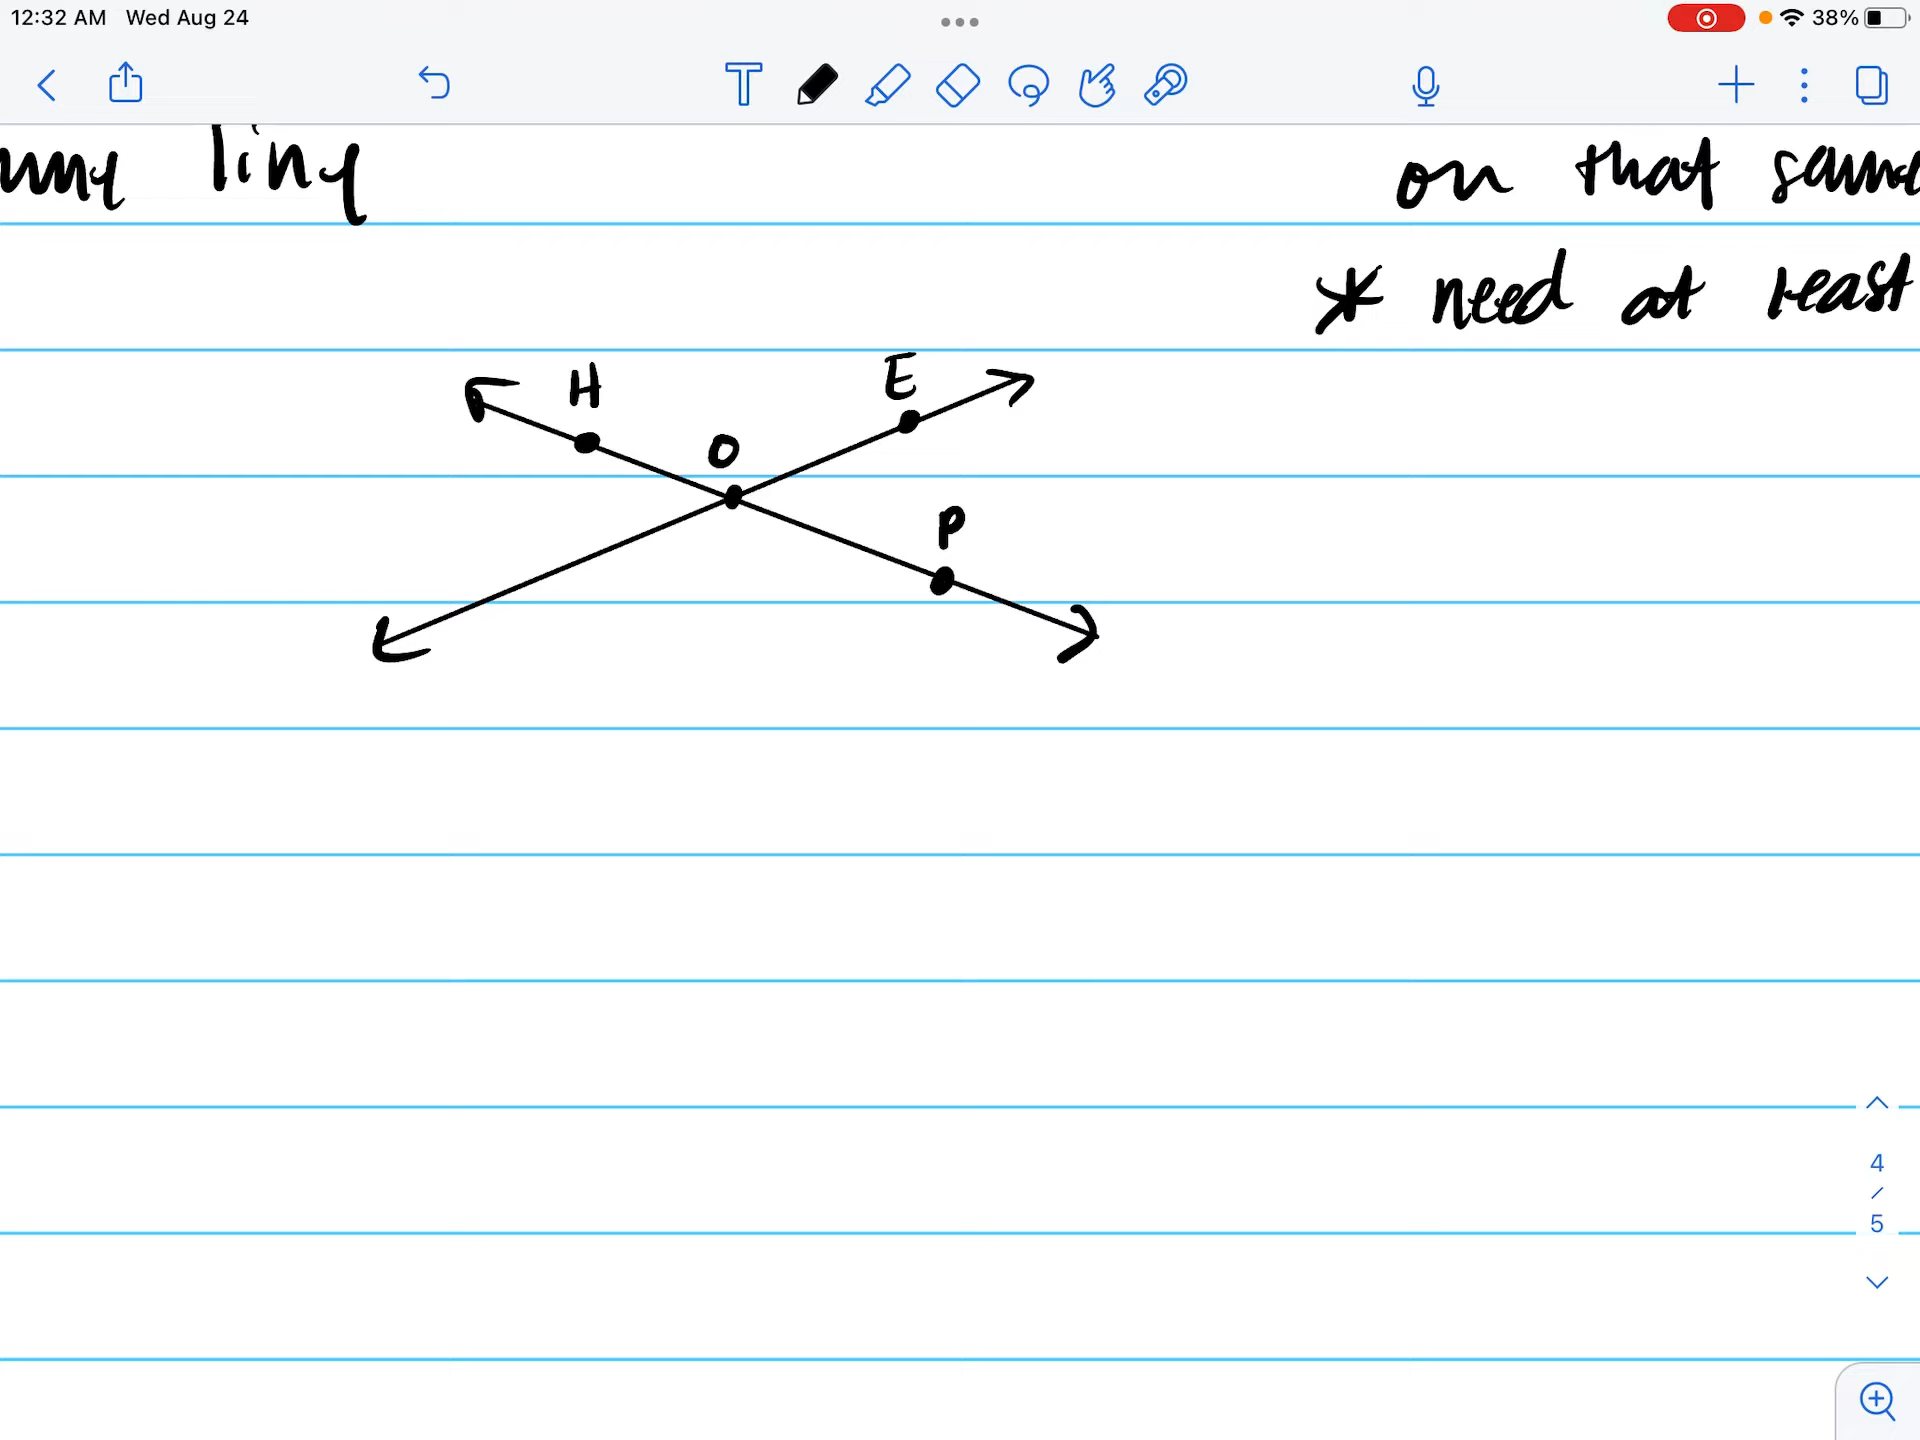 12:32 AM Wed Aug 24
38%
T
line
on that same
* need at least
H
E
O
P
4
/
5